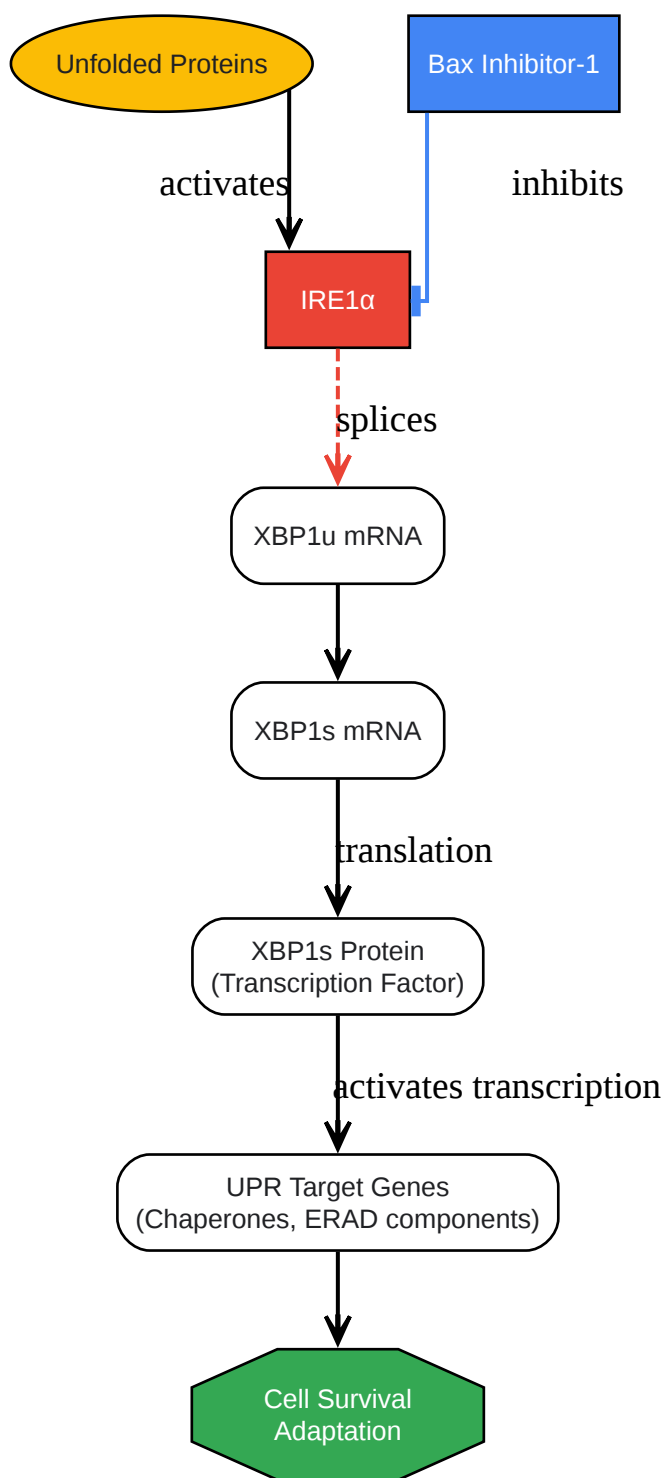 Unfolded Proteins
Bax Inhibitor-1
activates
inhibits
IRE1α
splices
XBP1u mRNA
XBP1s mRNA
translation
XBP1s Protein
(Transcription Factor)
activates transcription
UPR Target Genes
(Chaperones, ERAD components)
Cell Survival
Adaptation